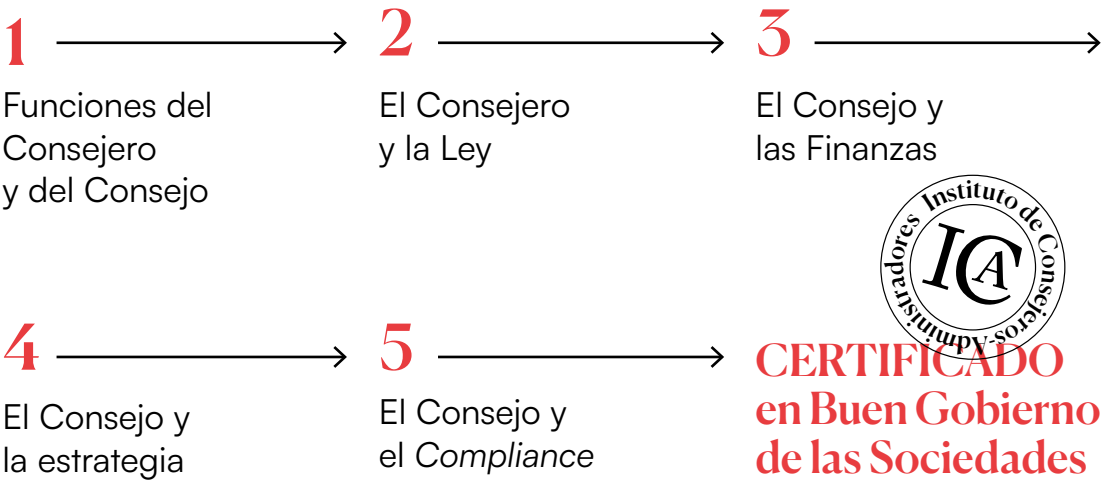 1
Funciones del
Consejero
y del Consejo
2
El Consejero
y la Ley
3
El Consejo y
las Finanzas
Instituto de Consejeros-Administradores
ICA
4
El Consejo y
la estrategia
5
El Consejo y
el Compliance
CERTIFICADO
en Buen Gobierno
de las Sociedades